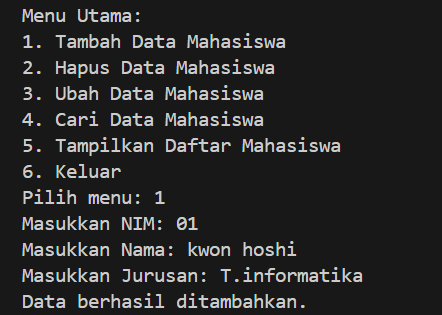 Menu Utama:
1. Tambah Data Mahasiswa
2. Hapus Data Mahasiswa
3. Ubah Data Mahasiswa
4. Cari Data Mahasiswa
5. Tampilkan Daftar Mahasiswa
6. Keluar
Pilih menu: 1
Masukkan NIM: 01
Masukkan Nama: kwon hoshi
Masukkan Jurusan: T.informatika
Data berhasil ditambahkan.